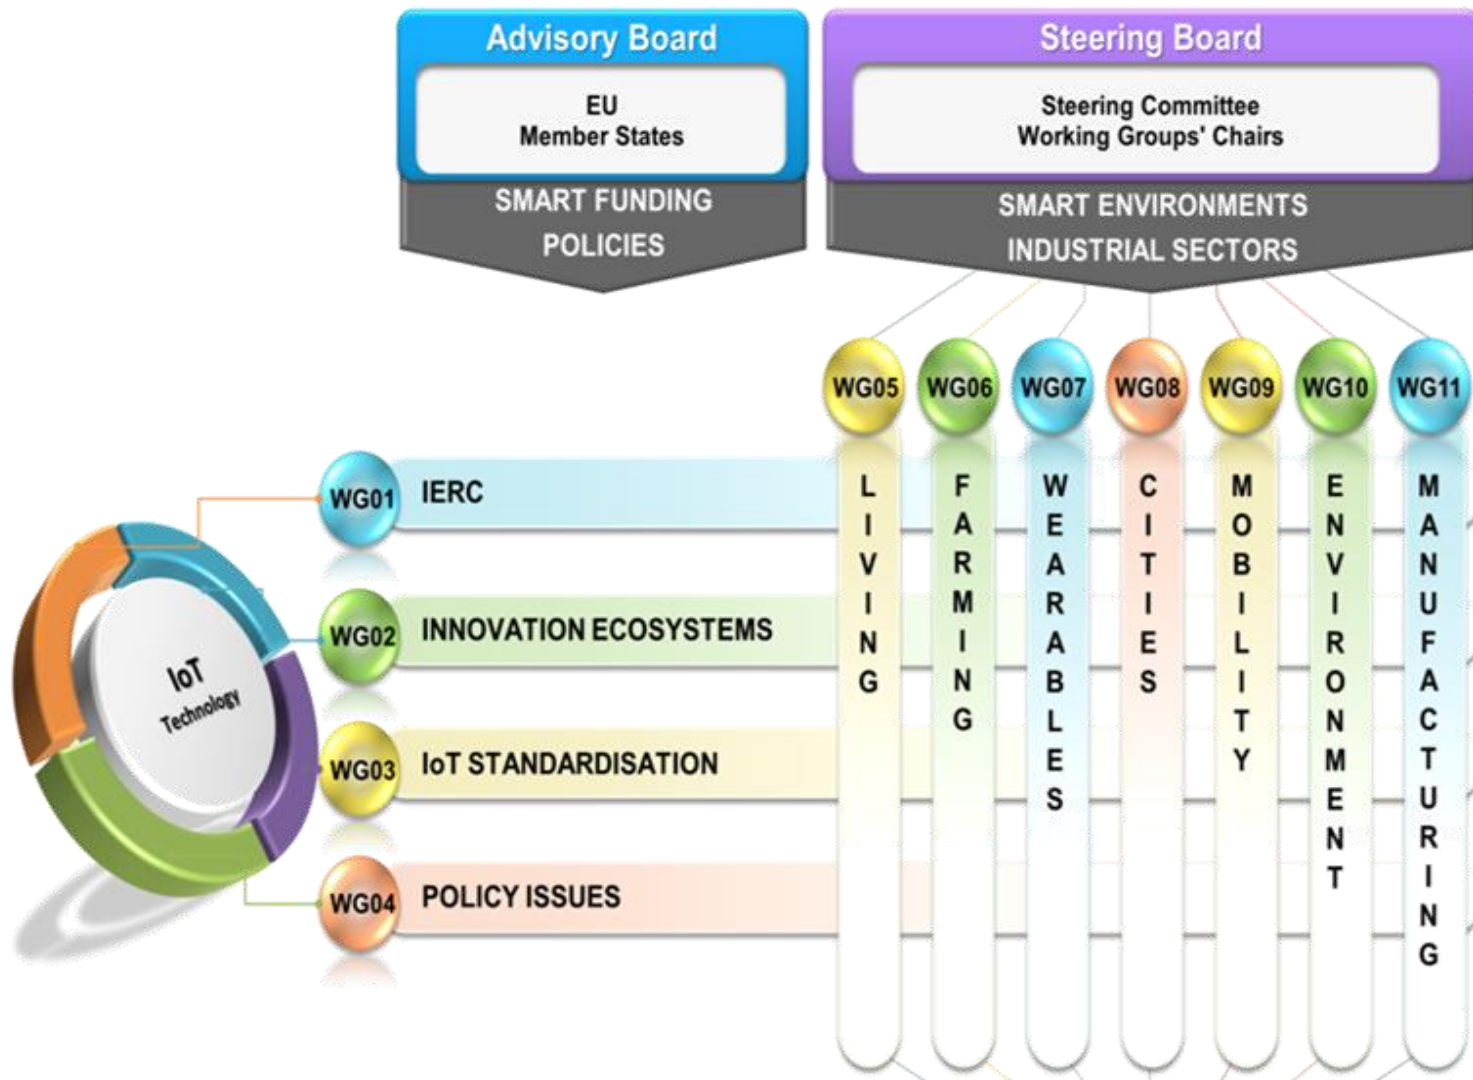 Advisory Board
EU
Member States
SMART FUNDING
POLICIES
Steering Board
Steering Committee
Working Groups' Chairs
SMART ENVIRONMENTS
INDUSTRIAL SECTORS
WG05
WG06
WG07
WG08
WG09
WG10
WG11
LIVING
FARMING
WEARABLES
CITIES
MOBILITY
ENVIRONMENT
MANUFACTURING
WG01
IERC
WG02
INNOVATION ECOSYSTEMS
WG03
IoT STANDARDISATION
WG04
POLICY ISSUES
IoT
Technology